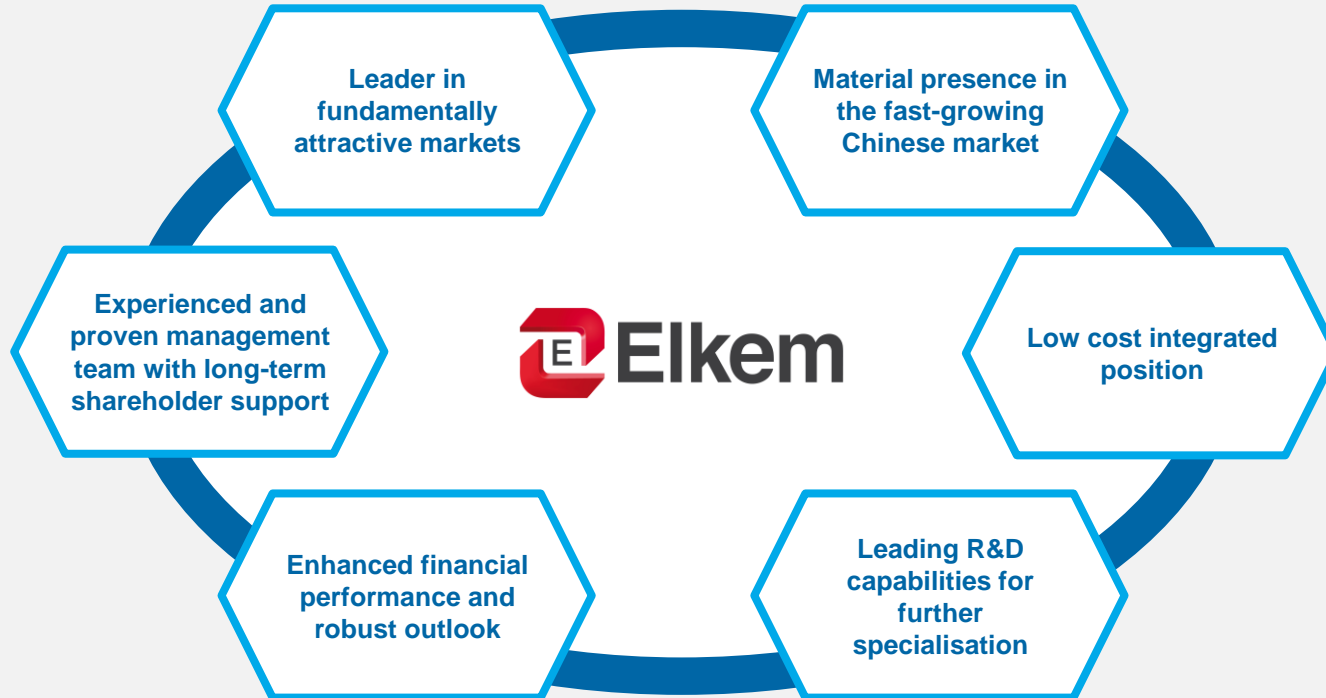 Leader in
fundamentally
attractive markets
Material presence in
the fast-growing
Chinese market
Experienced and
proven management
team with long-term
shareholder support
E Elkem
Low cost integrated
position
Enhanced financial
performance and
robust outlook
Leading R&D
capabilities for
further
specialisation